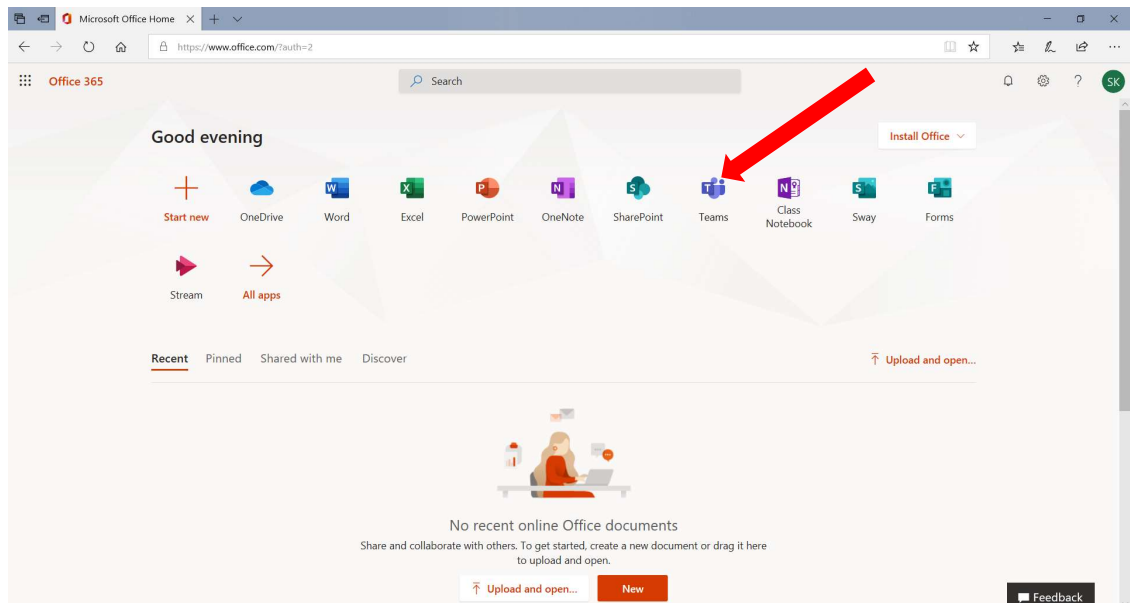 Microsoft Office Home
https://www.office.com/?auth=2
Office 365
Search
SK
Good evening
Install Office
Start new
OneDrive
Word
Excel
PowerPoint
OneNote
SharePoint
Teams
Class
Notebook
Sway
Forms
Stream
All apps
Recent Pinned Shared with me Discover
Upload and open...
No recent online Office documents
Share and collaborate with others. To get started, create a new document or drag it here
to upload and open.
Upload and open...
New
Feedback